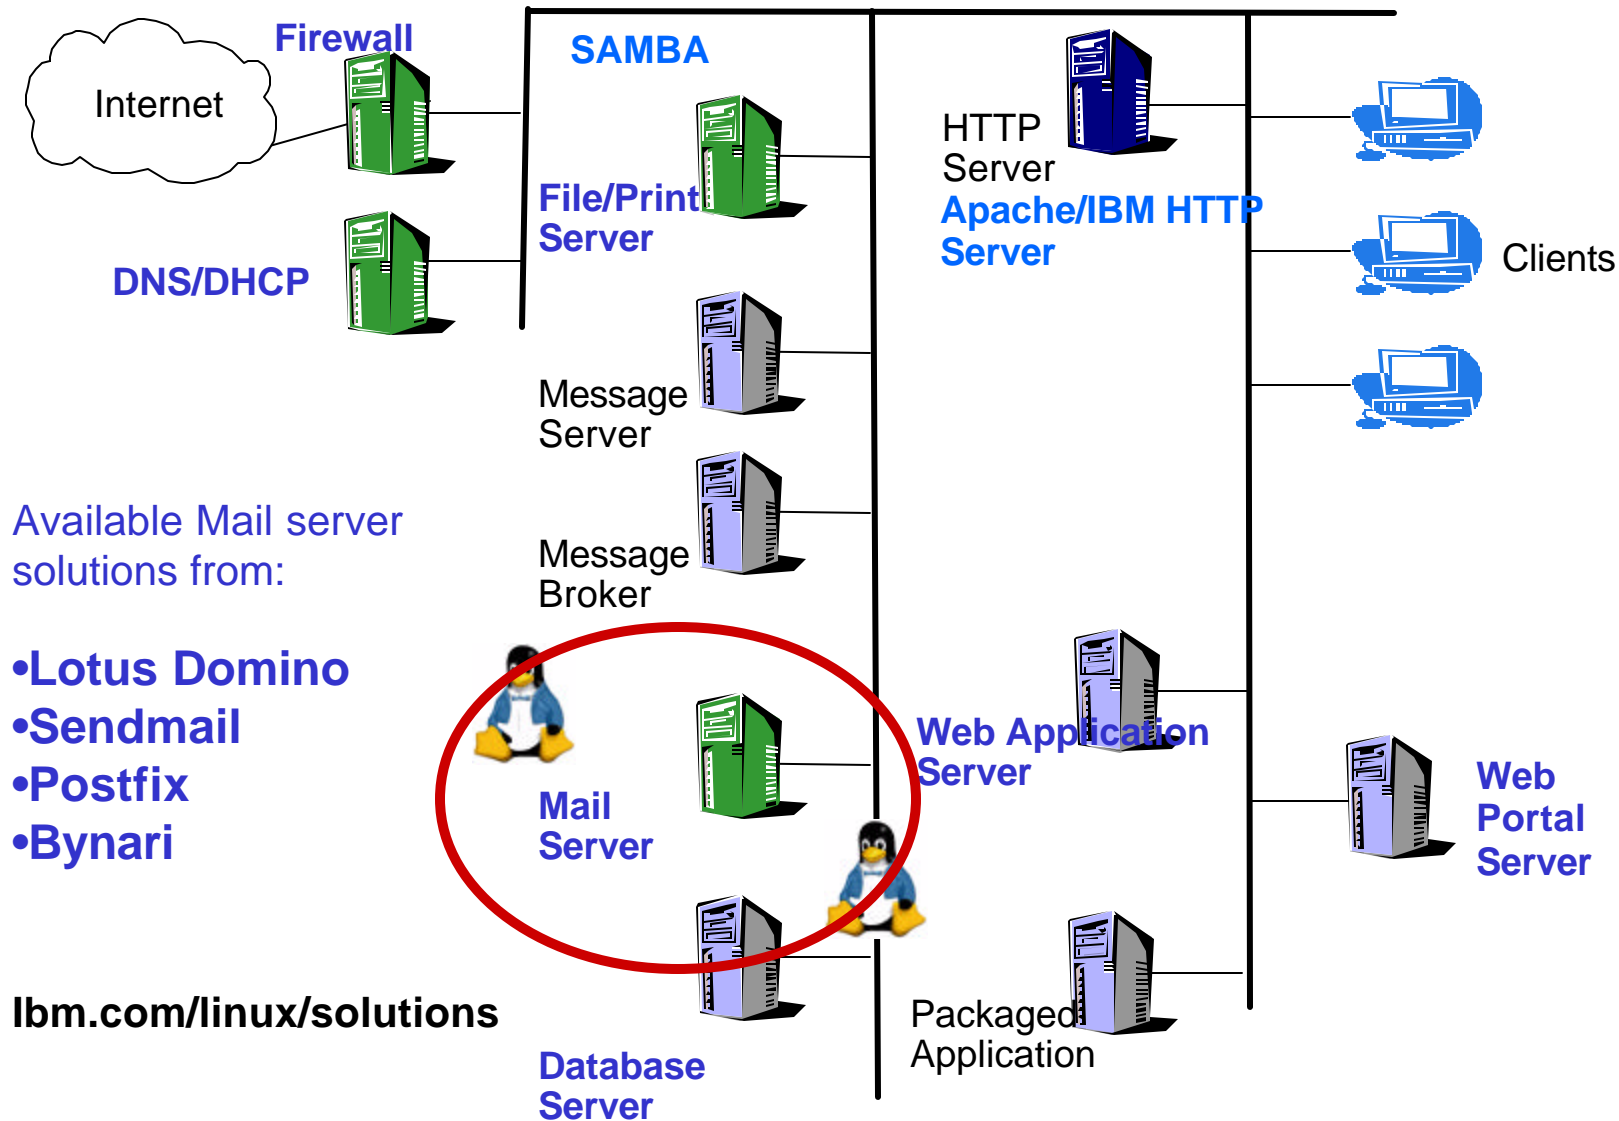 Firewall
Internet
DNS/DHCP
SAMBA
File/Print
Server
Message
Server
Message
Broker
Mail
Server
Database
Server
HTTP
Server
Apache/IBM HTTP
Server
Clients
Web Application
Server
Web
Portal
Server
Packaged
Application
Available Mail server
solutions from:
•Lotus Domino
•Sendmail
•Postfix
•Bynari
Ibm.com/linux/solutions